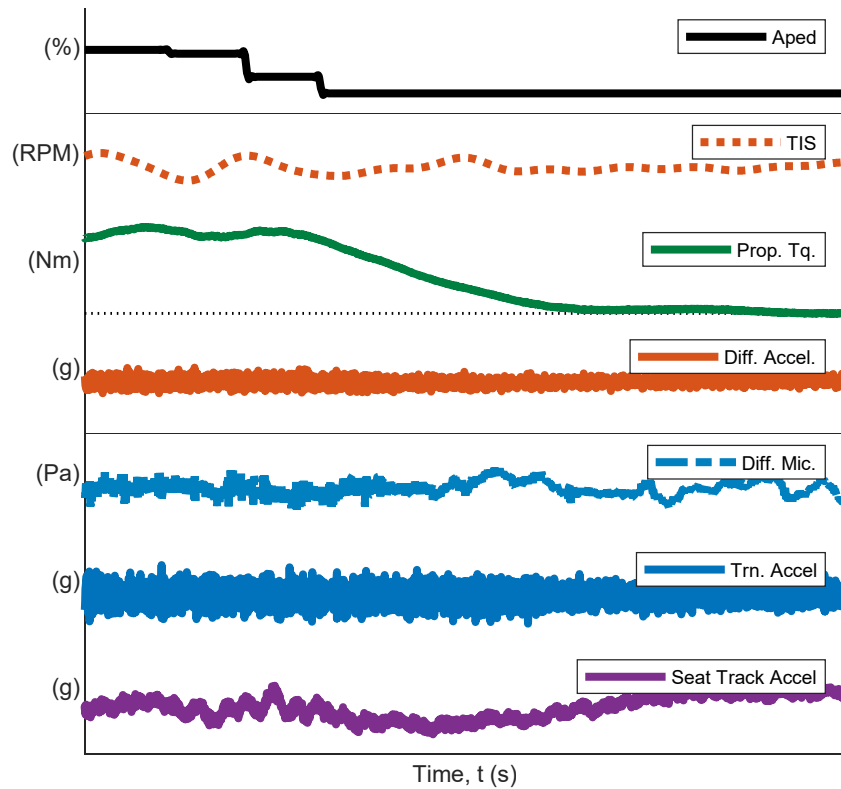 (%)
Aped
(RPM)
TIS
(Nm)
Prop. Tq.
(g)
Diff. Accel.
(Pa)
Diff. Mic.
(g)
Trn. Accel
(g)
Seat Track Accel
Time, t (s)